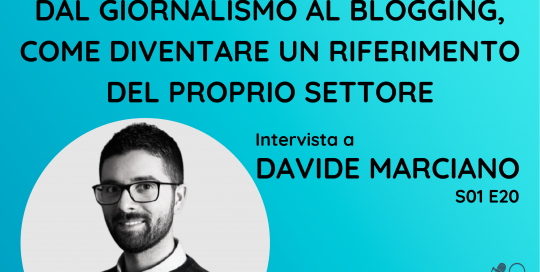 DAL GIORNALISMO AL BLOGGING,
COME DIVENTARE UN RIFERIMENTO
DEL PROPRIO SETTORE
Intervista a
DAVIDE MARCIANO
S01 E20